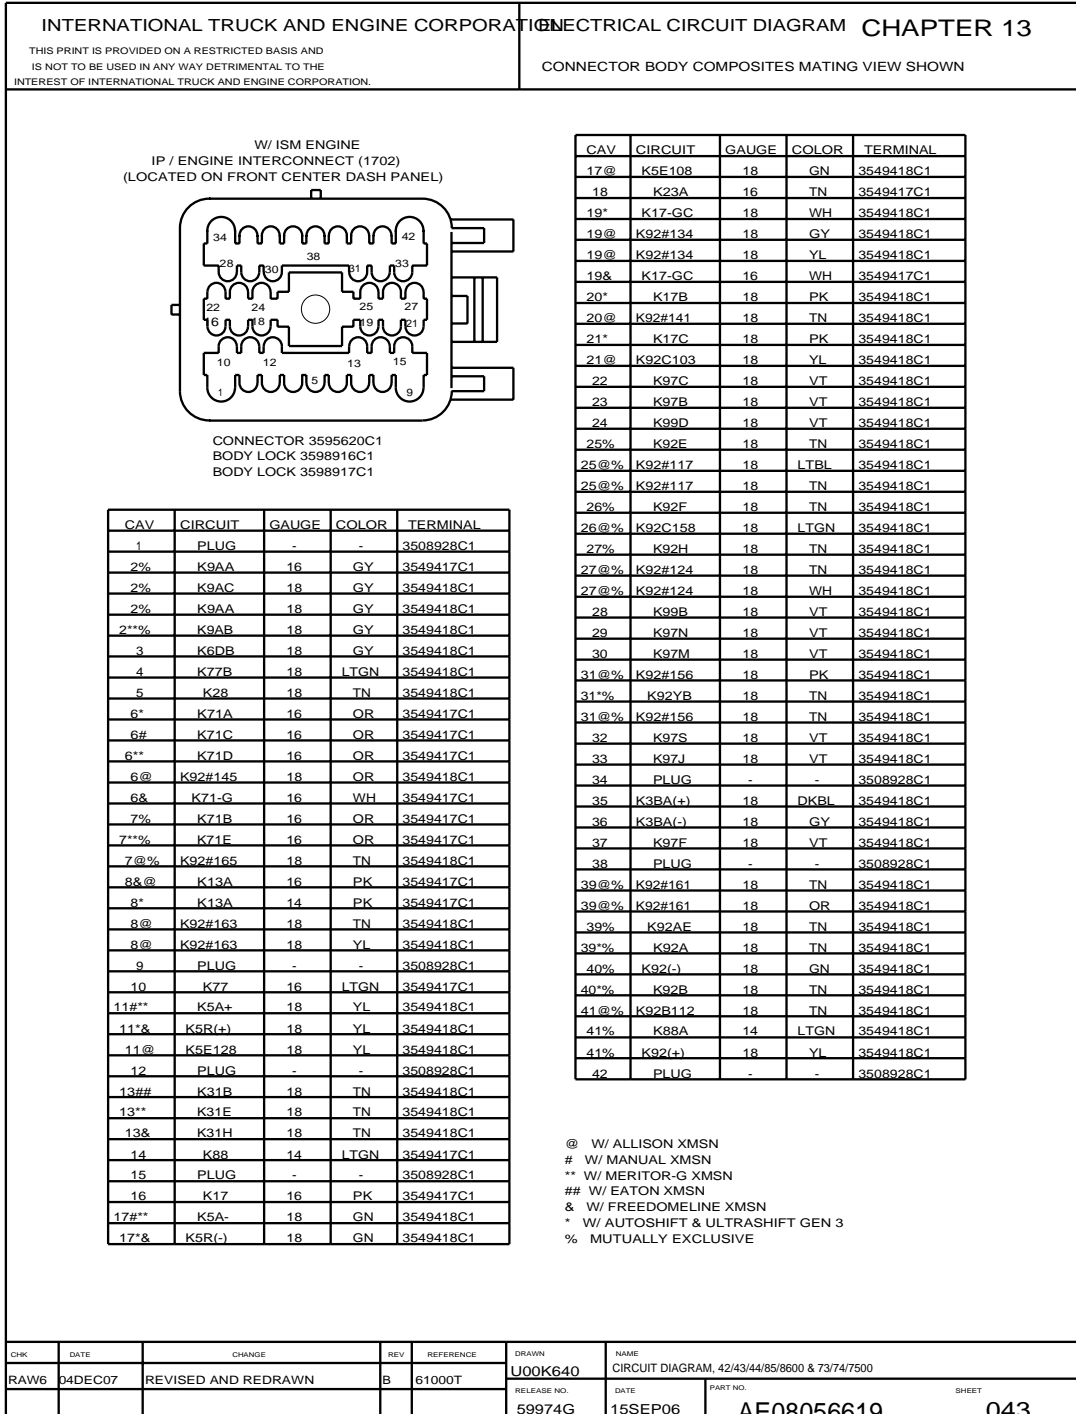 INTERNATIONAL TRUCK AND ENGINE CORPORATION
THIS PRINT IS PROVIDED ON A RESTRICTED BASIS AND
IS NOT TO BE USED IN ANY WAY DETRIMENTAL TO THE
INTEREST OF INTERNATIONAL TRUCK AND ENGINE CORPORATION.
ELECTRICAL CIRCUIT DIAGRAM CHAPTER 13
CONNECTOR BODY COMPOSITES MATING VIEW SHOWN
W/ ISM ENGINE
IP / ENGINE INTERCONNECT (1702)
(LOCATED ON FRONT CENTER DASH PANEL)
34 42
38
28 30 31 33
22 24 25 27
16 18 19 21
10 12 13 15
1 5 9
CONNECTOR 3595620C1
BODY LOCK 3598916C1
BODY LOCK 3598917C1
CAV CIRCUIT GAUGE COLOR TERMINAL
1 PLUG - - 3508928C1
2% K9AA 16 GY 3549417C1
2% K9AC 18 GY 3549418C1
2% K9AA 18 GY 3549418C1
2**% K9AB 18 GY 3549418C1
3 K6DB 18 GY 3549418C1
4 K77B 18 LTGN 3549418C1
5 K28 18 TN 3549418C1
6* K71A 16 OR 3549417C1
6# K71C 16 OR 3549417C1
6** K71D 16 OR 3549417C1
6@ K92#145 18 OR 3549418C1
6& K71-G 16 WH 3549417C1
7% K71B 16 OR 3549417C1
7**% K71E 16 OR 3549417C1
7@% K92#165 18 TN 3549418C1
8&@ K13A 16 PK 3549417C1
8* K13A 14 PK 3549417C1
8@ K92#163 18 TN 3549418C1
8@ K92#163 18 YL 3549418C1
9 PLUG - - 3508928C1
10 K77 16 LTGN 3549417C1
11#** K5A+ 18 YL 3549418C1
11*& K5R(+) 18 YL 3549418C1
11@ K5E128 18 YL 3549418C1
12 PLUG - - 3508928C1
13## K31B 18 TN 3549418C1
13** K31E 18 TN 3549418C1
13& K31H 18 TN 3549418C1
14 K88 14 LTGN 3549417C1
15 PLUG - - 3508928C1
16 K17 16 PK 3549417C1
17#** K5A- 18 GN 3549418C1
17*& K5R(-) 18 GN 3549418C1
CAV CIRCUIT GAUGE COLOR TERMINAL
17@ K5E108 18 GN 3549418C1
18 K23A 16 TN 3549417C1
19* K17-GC 18 WH 3549418C1
19@ K92#134 18 GY 3549418C1
19@ K92#134 18 YL 3549418C1
19& K17-GC 16 WH 3549417C1
20* K17B 18 PK 3549418C1
20@ K92#141 18 TN 3549418C1
21* K17C 18 PK 3549418C1
21@ K92C103 18 YL 3549418C1
22 K97C 18 VT 3549418C1
23 K97B 18 VT 3549418C1
24 K99D 18 VT 3549418C1
25% K92E 18 TN 3549418C1
25@% K92#117 18 LTBL 3549418C1
25@% K92#117 18 TN 3549418C1
26% K92F 18 TN 3549418C1
26@% K92C158 18 LTGN 3549418C1
27% K92H 18 TN 3549418C1
27@% K92#124 18 TN 3549418C1
27@% K92#124 18 WH 3549418C1
28 K99B 18 VT 3549418C1
29 K97N 18 VT 3549418C1
30 K97M 18 VT 3549418C1
31@% K92#156 18 PK 3549418C1
31*% K92YB 18 TN 3549418C1
31@% K92#156 18 TN 3549418C1
32 K97S 18 VT 3549418C1
33 K97J 18 VT 3549418C1
34 PLUG - - 3508928C1
35 K3BA(+) 18 DKBL 3549418C1
36 K3BA(-) 18 GY 3549418C1
37 K97F 18 VT 3549418C1
38 PLUG - - 3508928C1
39@% K92#161 18 TN 3549418C1
39@% K92#161 18 OR 3549418C1
39% K92AE 18 TN 3549418C1
39*% K92A 18 TN 3549418C1
40% K92(-) 18 GN 3549418C1
40*% K92B 18 TN 3549418C1
41@% K92B112 18 TN 3549418C1
41% K88A 14 LTGN 3549418C1
41% K92(+) 18 YL 3549418C1
42 PLUG - - 3508928C1
@ W/ ALLISON XMSN
# W/ MANUAL XMSN
** W/ MERITOR-G XMSN
## W/ EATON XMSN
& W/ FREEDOMELINE XMSN
* W/ AUTOSHIFT & ULTRASHIFT GEN 3
% MUTUALLY EXCLUSIVE
CHK DATE CHANGE REV REFERENCE
RAW6 04DEC07 REVISED AND REDRAWN B 61000T
DRAWN
U00K640
NAME
CIRCUIT DIAGRAM, 42/43/44/85/8600 & 73/74/7500
RELEASE NO.
59974G
DATE
15SEP06
PART NO.
AE08056619
SHEET
043